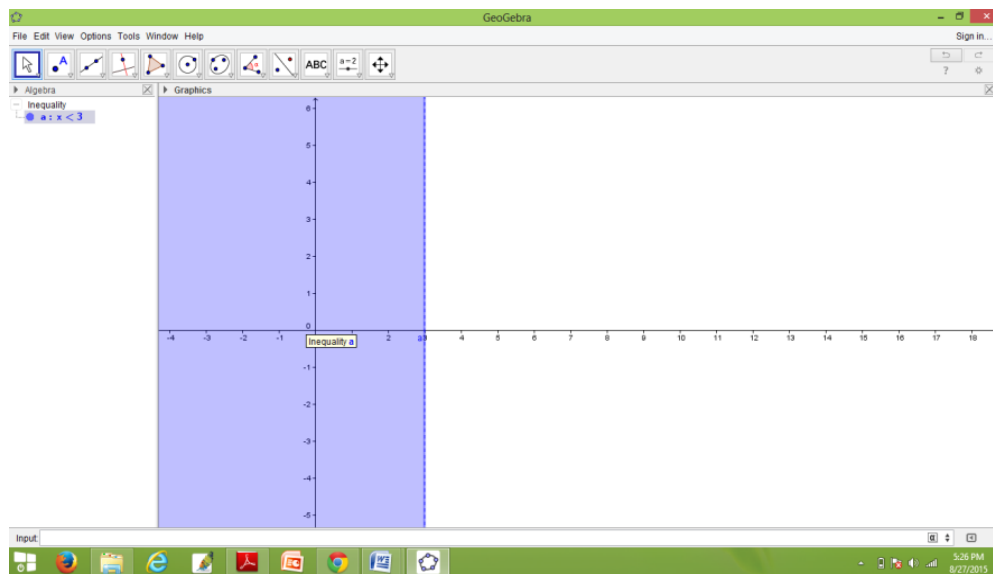 GeoGebra
File Edit View Options Tools Window Help
Sign in...
A
α
ABC
a=2
?
Algebra
Graphics
Inequality
a : x < 3
6
5
4
3
2
1
0
-4 -3 -2 -1 2 a 3 4 5 6 7 8 9 10 11 12 13 14 15 16 17 18
Inequality a
-1
-2
-3
-4
-5
Input:
α
5:26 PM
8/27/2015